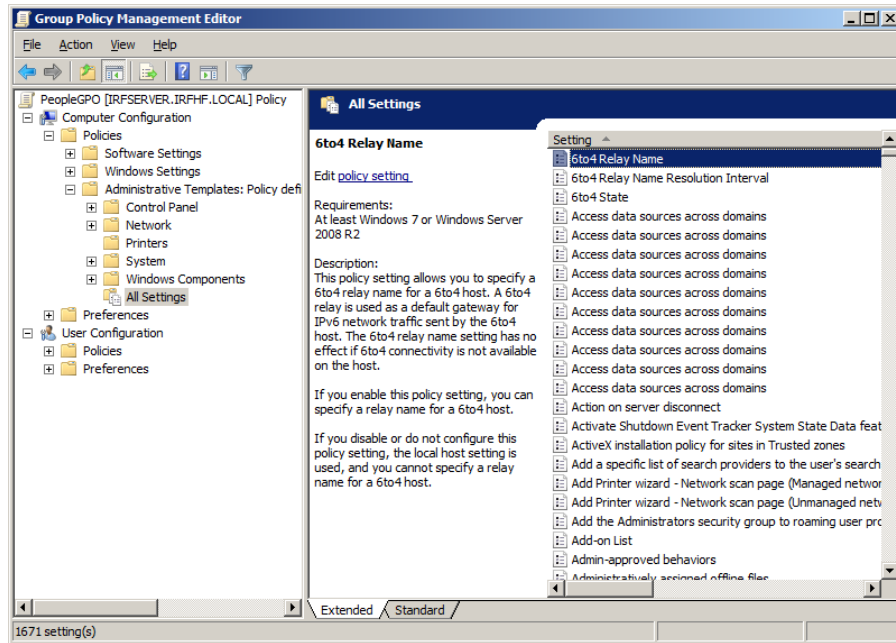 Group Policy Management Editor
File Action View Help
PeopleGPO [IRFSERVER.IRFHF.LOCAL] Policy
Computer Configuration
Policies
Software Settings
Windows Settings
Administrative Templates: Policy defi
Control Panel
Network
Printers
System
Windows Components
All Settings
Preferences
User Configuration
Policies
Preferences
All Settings
6to4 Relay Name
Edit policy setting
Requirements:
At least Windows 7 or Windows Server
2008 R2
Description:
This policy setting allows you to specify a
6to4 relay name for a 6to4 host. A 6to4
relay is used as a default gateway for
IPv6 network traffic sent by the 6to4
host. The 6to4 relay name setting has no
effect if 6to4 connectivity is not available
on the host.
If you enable this policy setting, you can
specify a relay name for a 6to4 host.
If you disable or do not configure this
policy setting, the local host setting is
used, and you cannot specify a relay
name for a 6to4 host.
Setting
6to4 Relay Name
6to4 Relay Name Resolution Interval
6to4 State
Access data sources across domains
Access data sources across domains
Access data sources across domains
Access data sources across domains
Access data sources across domains
Access data sources across domains
Access data sources across domains
Access data sources across domains
Access data sources across domains
Access data sources across domains
Action on server disconnect
Activate Shutdown Event Tracker System State Data feat
ActiveX installation policy for sites in Trusted zones
Add a specific list of search providers to the user's search
Add Printer wizard - Network scan page (Managed networ
Add Printer wizard - Network scan page (Unmanaged netw
Add the Administrators security group to roaming user pro
Add-on List
Admin-approved behaviors
Administratively assigned offline files
Extended Standard
1671 setting(s)